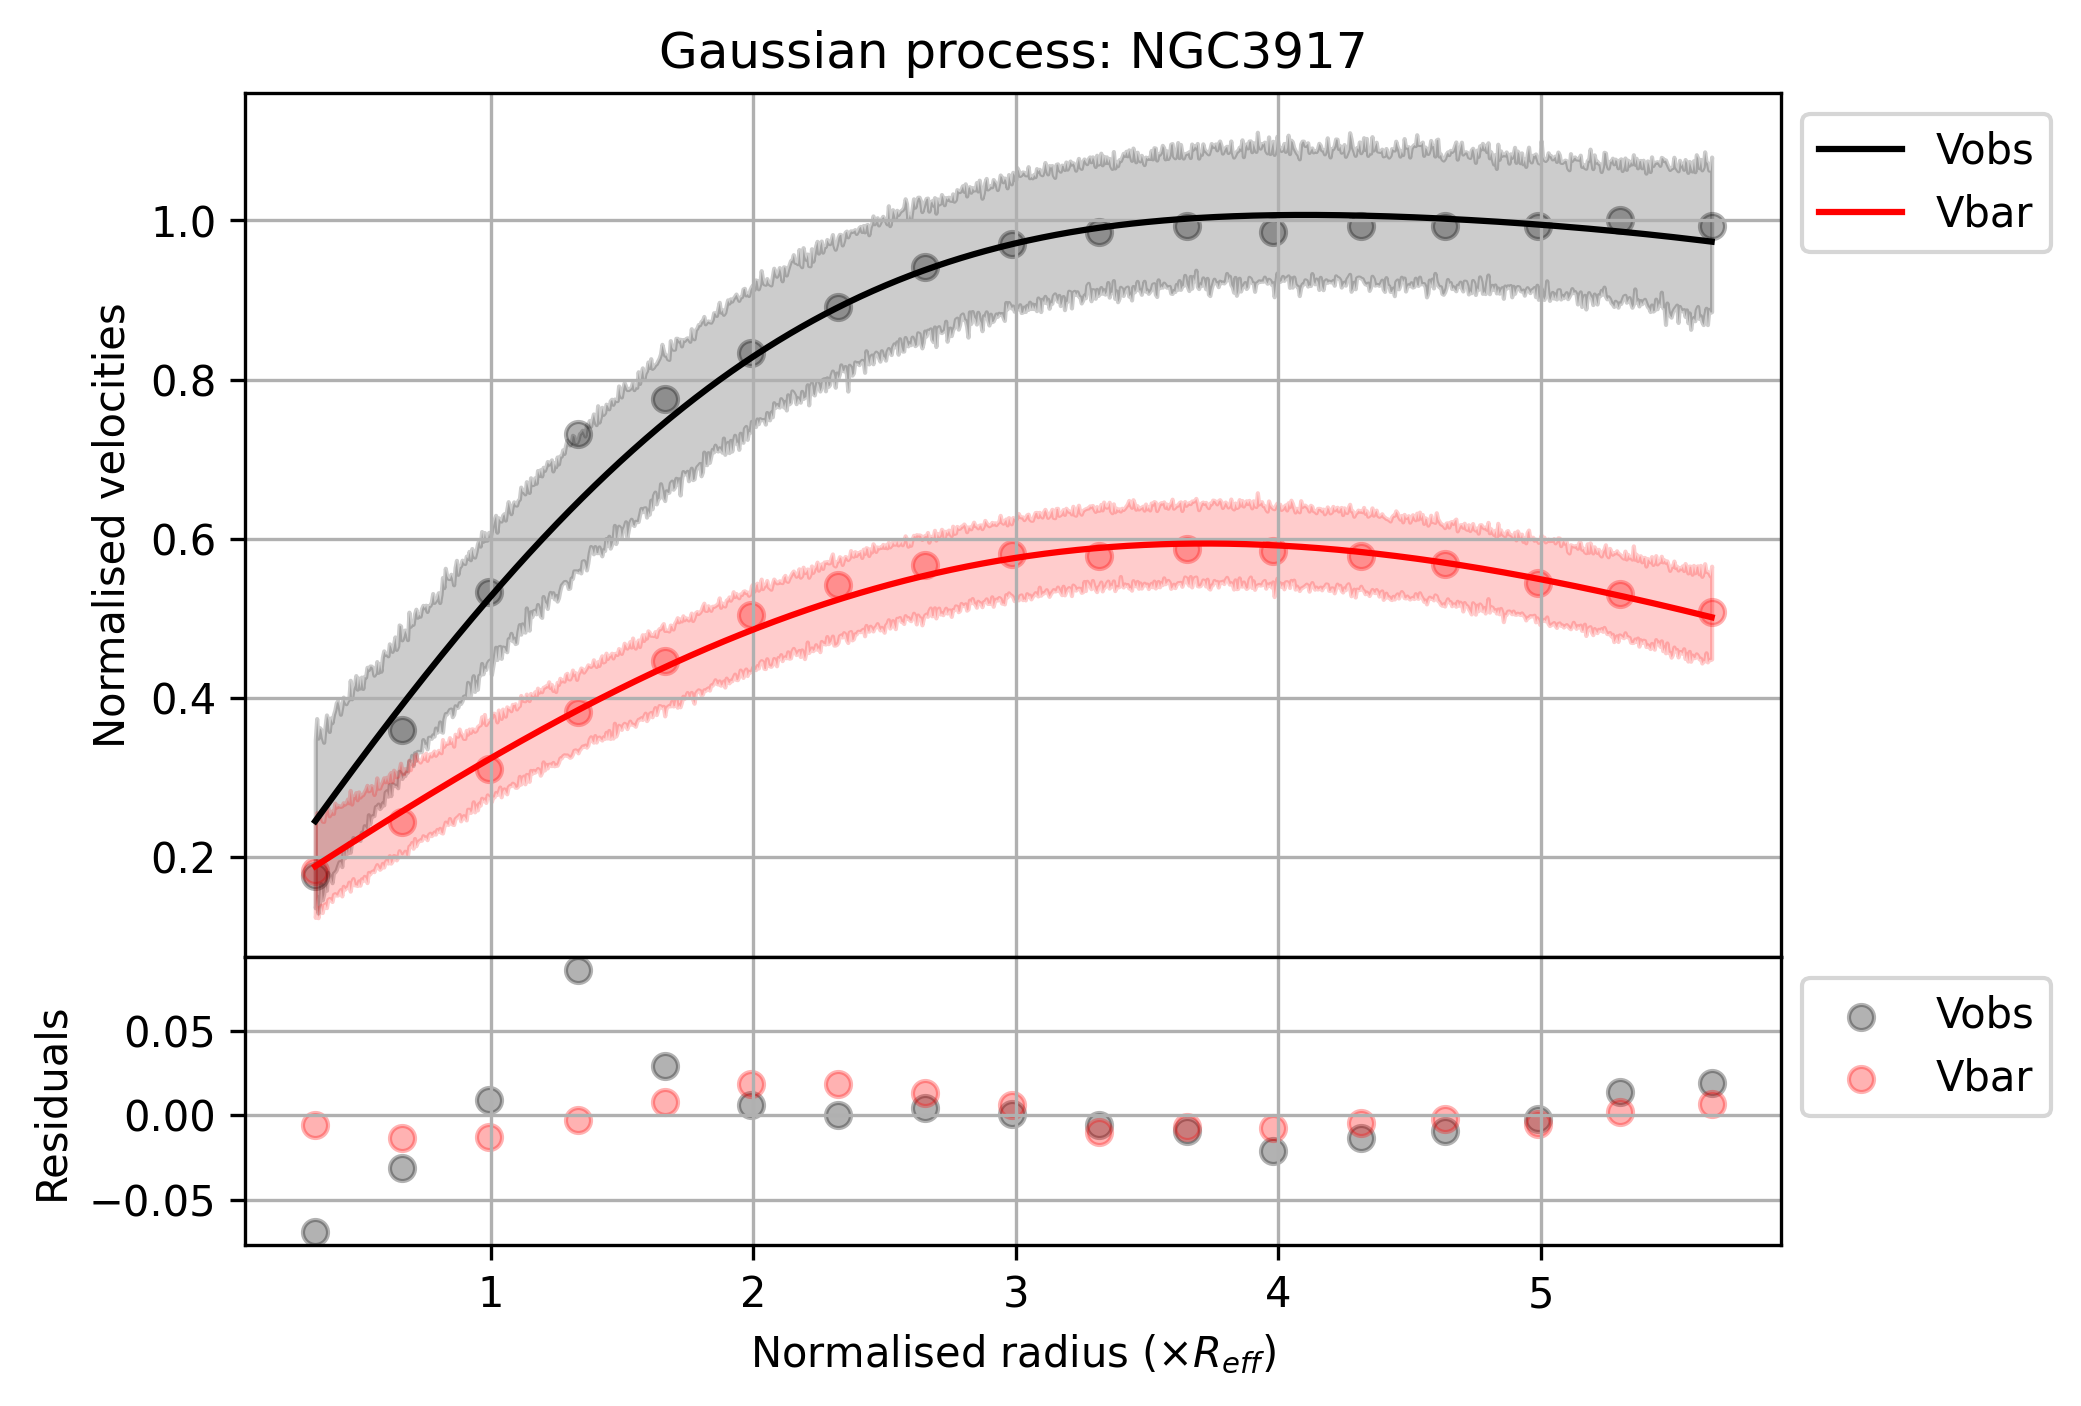 Gaussian process: NGC3917
Normalised velocities
1.0
0.8
0.6
0.4
0.2
Vobs
Vbar
Residuals
0.05
0.00
−0.05
Vobs
Vbar
1 2 3 4 5
Normalised radius (×R_eff)